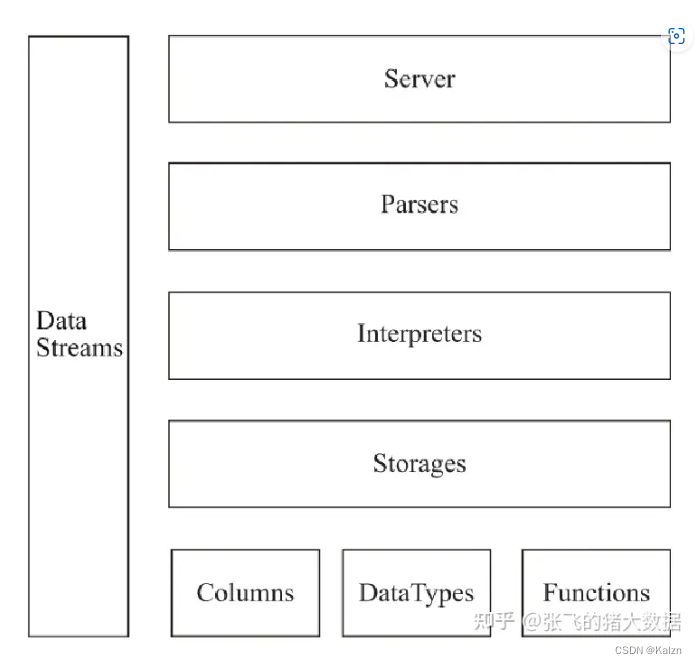 Server
Parsers
Data
Streams
Interpreters
Storages
Columns
DataTypes
Functions
知乎 @张飞的猪大数据
CSDN @Kalzn